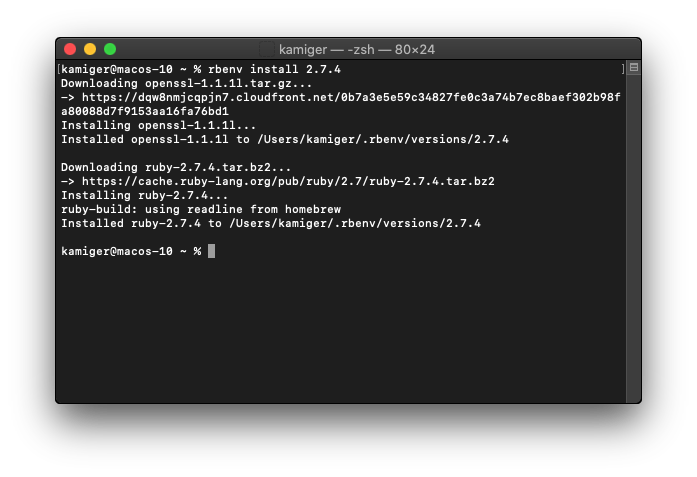 kamiger — -zsh — 80×24
[kamiger@macos-10 ~ % rbenv install 2.7.4 ]
Downloading openssl-1.1.1l.tar.gz...
-> https://dqw8nmjcqpjn7.cloudfront.net/0b7a3e5e59c34827fe0c3a74b7ec8baef302b98f
a80088d7f9153aa16fa76bd1
Installing openssl-1.1.1l...
Installed openssl-1.1.1l to /Users/kamiger/.rbenv/versions/2.7.4
Downloading ruby-2.7.4.tar.bz2...
-> https://cache.ruby-lang.org/pub/ruby/2.7/ruby-2.7.4.tar.bz2
Installing ruby-2.7.4...
ruby-build: using readline from homebrew
Installed ruby-2.7.4 to /Users/kamiger/.rbenv/versions/2.7.4
kamiger@macos-10 ~ %